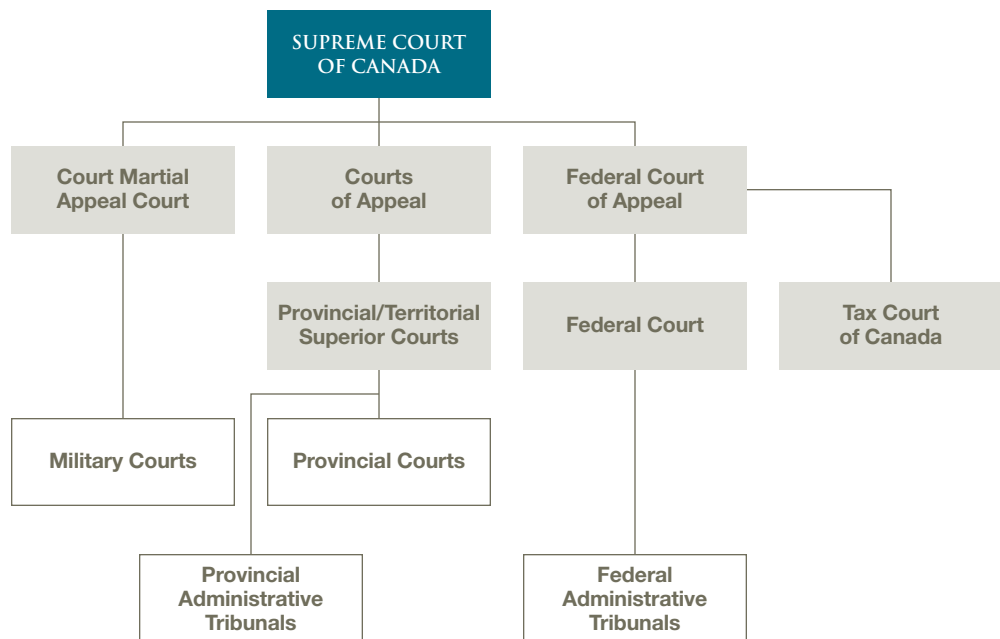 SUPREME COURT
OF CANADA
Court Martial
Appeal Court
Courts
of Appeal
Federal Court
of Appeal
Provincial/Territorial
Superior Courts
Federal Court
Tax Court
of Canada
Military Courts
Provincial Courts
Provincial
Administrative
Tribunals
Federal
Administrative
Tribunals